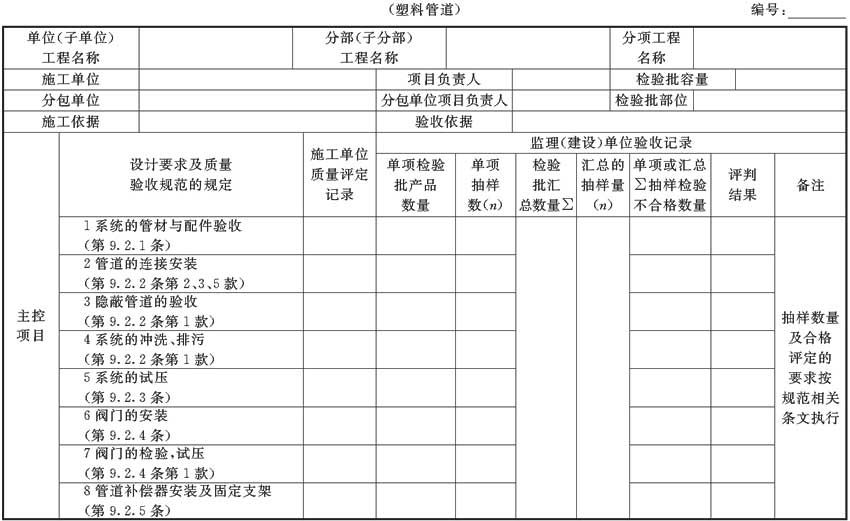 (塑料管道) 编号:
单位(子单位)
工程名称
分部(子分部)
工程名称
分项工程
名称
施工单位 项目负责人 检验批容量
分包单位 分包单位项目负责人 检验批部位
施工依据 验收依据
主控
项目
设计要求及质量
验收规范的规定
施工单位
质量评定
记录
监理(建设)单位验收记录
单项检验
批产品
数量
单项
抽样
数(n)
检验
批汇
总数量∑
汇总的
抽样量
(n)
单项或汇总
∑抽样检验
不合格数量
评判
结果
备注
1 系统的管材与配件验收
(第 9.2.1 条)
2 管道的连接安装
(第 9.2.2 条第 2、3、5 款)
3 隐蔽管道的验收
(第 9.2.2 条第 1 款)
4 系统的冲洗、排污
(第 9.2.2 条第 1 款)
5 系统的试压
(第 9.2.3 条)
6 阀门的安装
(第 9.2.4 条)
7 阀门的检验,试压
(第 9.2.4 条第 1 款)
8 管道补偿器安装及固定支架
(第 9.2.5 条)
抽样数量
及合格
评定的
要求按
规范相关
条文执行